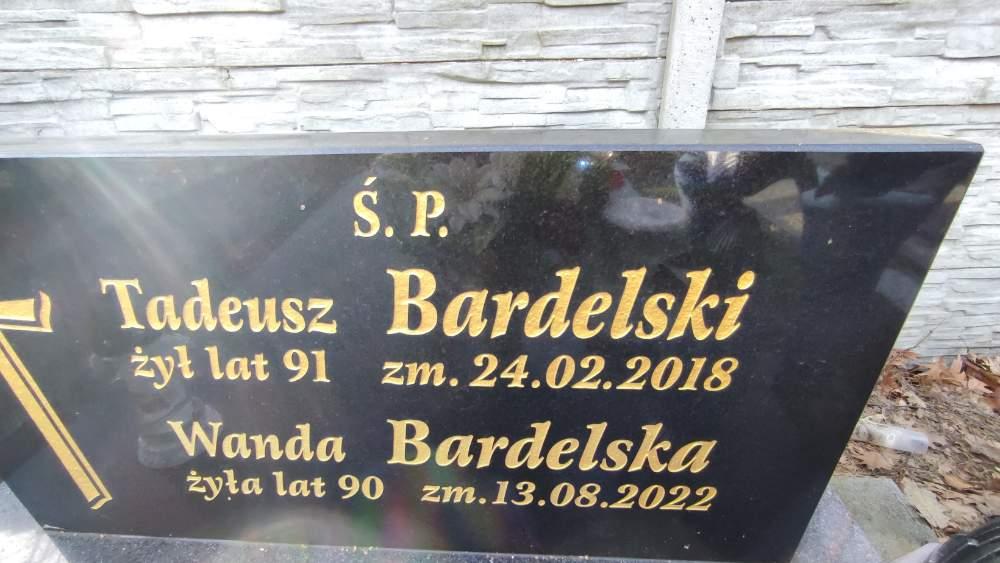 Ś. P.
Tadeusz Bardelski
żył lat 91 zm. 24.02.2018
Wanda Bardelska
żyła lat 90 zm. 13.08.2022